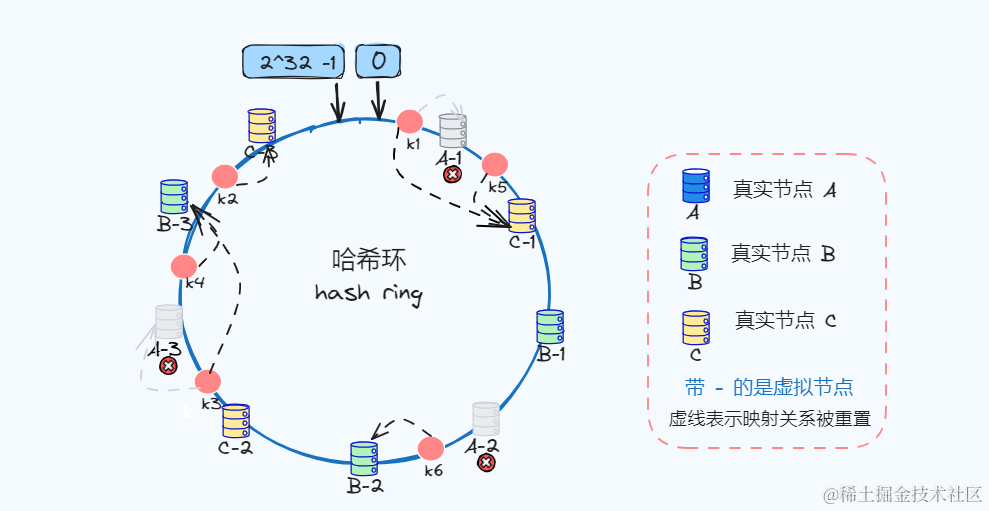 2^32 -1
0
k1
A-1
C-3
k5
k2
B-3
C-1
哈希环
hash ring
k4
A-3
B-1
k3
C-2
A-2
k6
B-2
A
真实节点 A
B
真实节点 B
C
真实节点 C
带 - 的是虚拟节点
虚线表示映射关系被重置
@稀土掘金技术社区